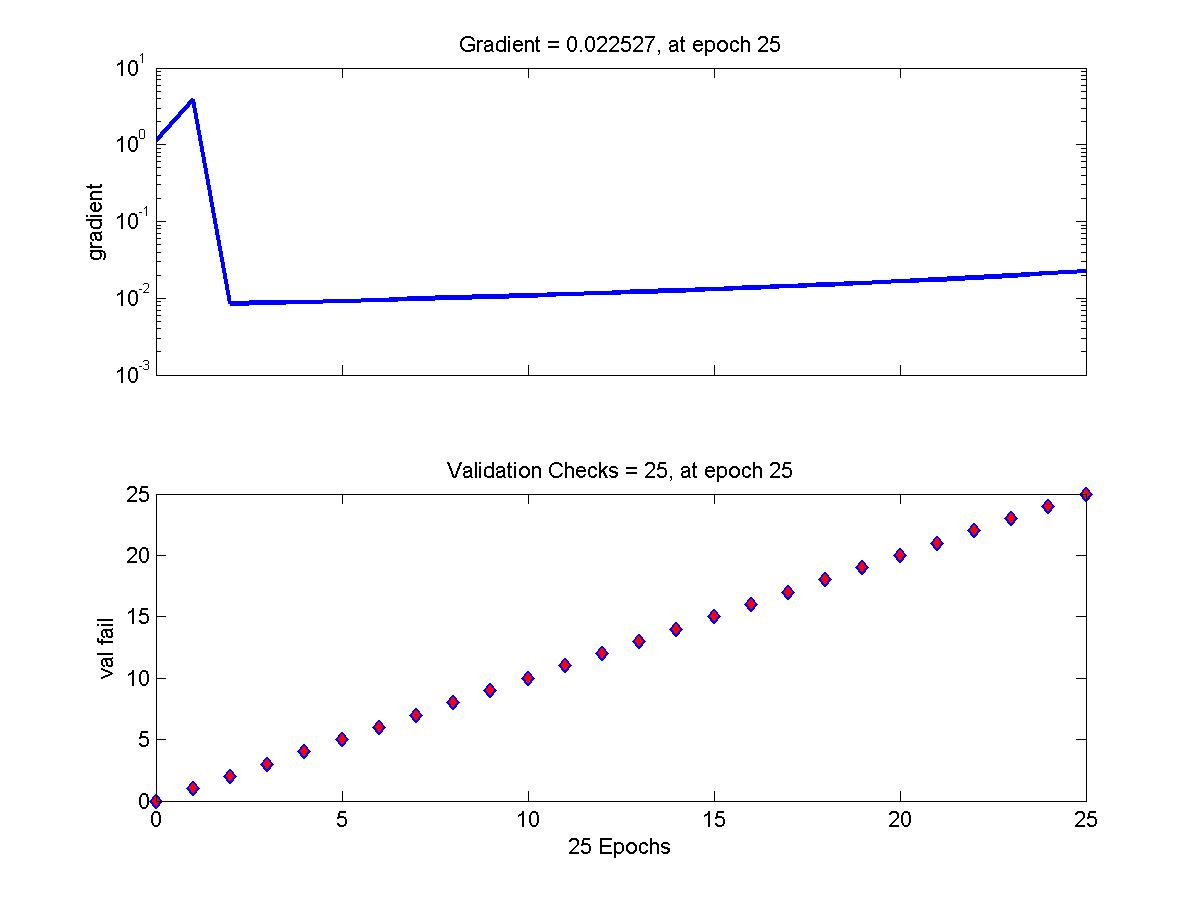 Gradient = 0.022527, at epoch 25
10^1
10^0
10^-1
10^-2
10^-3
gradient
Validation Checks = 25, at epoch 25
25
20
15
10
5
0
val fail
0 5 10 15 20 25
25 Epochs